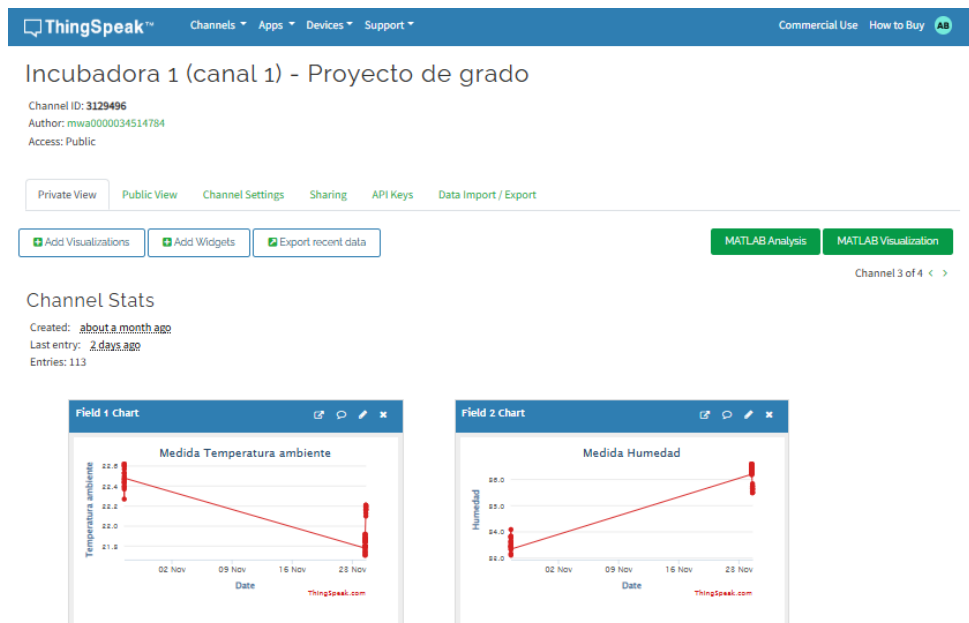 ThingSpeak™ Channels Apps Devices Support Commercial Use How to Buy AB
Incubadora 1 (canal 1) - Proyecto de grado
Channel ID: 3129496
Author: mwa0000034514784
Access: Public
Private View Public View Channel Settings Sharing API Keys Data Import / Export
Add Visualizations Add Widgets Export recent data MATLAB Analysis MATLAB Visualization
Channel 3 of 4 < >
Channel Stats
Created: about a month ago
Last entry: 2 days ago
Entries: 113
Field 1 Chart
Medida Temperatura ambiente
Temperatura ambiente
22.6
22.4
22.2
22.0
21.8
02 Nov 09 Nov 16 Nov 23 Nov
Date
ThingSpeak.com
Field 2 Chart
Medida Humedad
Humedad
02 Nov 09 Nov 16 Nov 23 Nov
Date
ThingSpeak.com